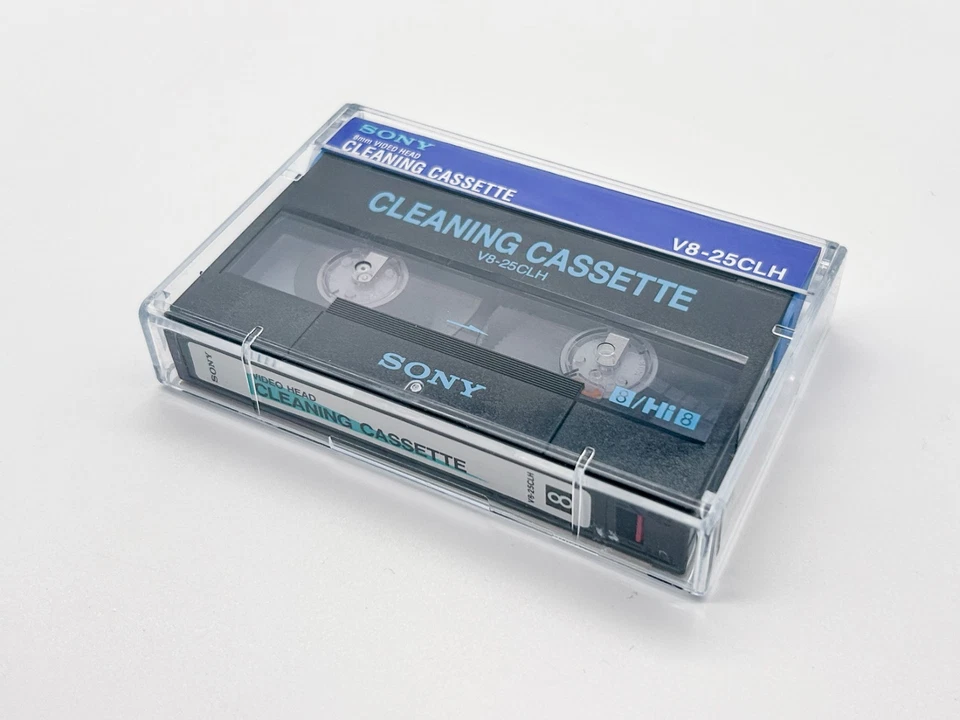 SONY
8mm VIDEO HEAD
CLEANING CASSETTE
V8-25CLH
CLEANING CASSETTE
V8-25CLH
SONY
8/Hi8
SONY
VIDEO HEAD
CLEANING CASSETTE
V8-25CLH
8